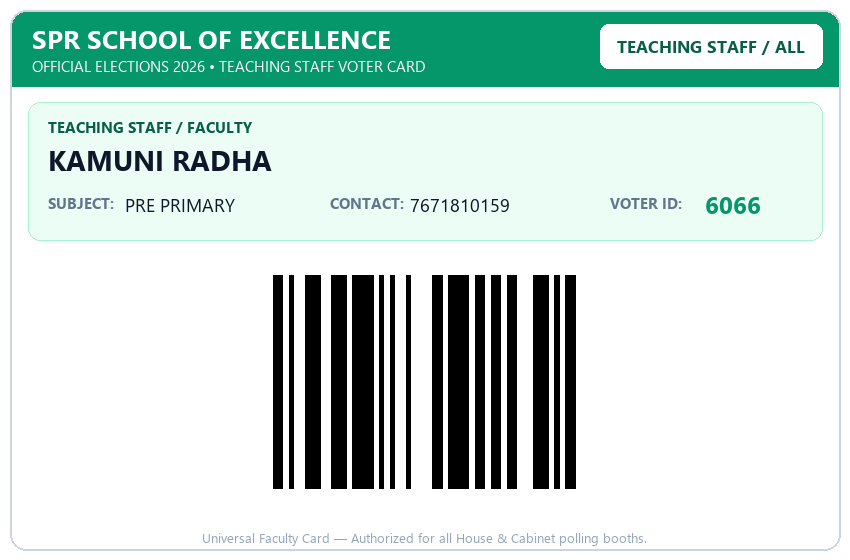 SPR SCHOOL OF EXCELLENCE
OFFICIAL ELECTIONS 2026 • TEACHING STAFF VOTER CARD
TEACHING STAFF / ALL
TEACHING STAFF / FACULTY
KAMUNI RADHA
SUBJECT: PRE PRIMARY CONTACT: 7671810159 VOTER ID: 6066
Universal Faculty Card — Authorized for all House & Cabinet polling booths.